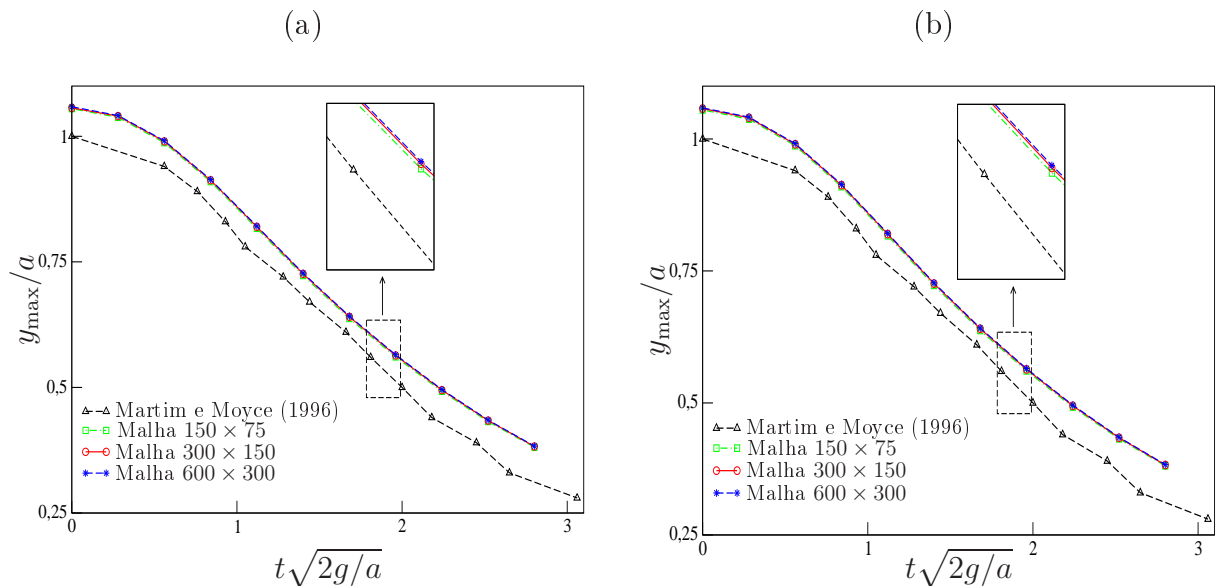 (a)
1
0,75
0,5
0,25
0
1
2
3
y_max/a
t√2g/a
Martim e Moyce (1996)
Malha 150 × 75
Malha 300 × 150
Malha 600 × 300
(b)
1
0,75
0,5
0,25
0
1
2
3
y_max/a
t√2g/a
Martim e Moyce (1996)
Malha 150 × 75
Malha 300 × 150
Malha 600 × 300